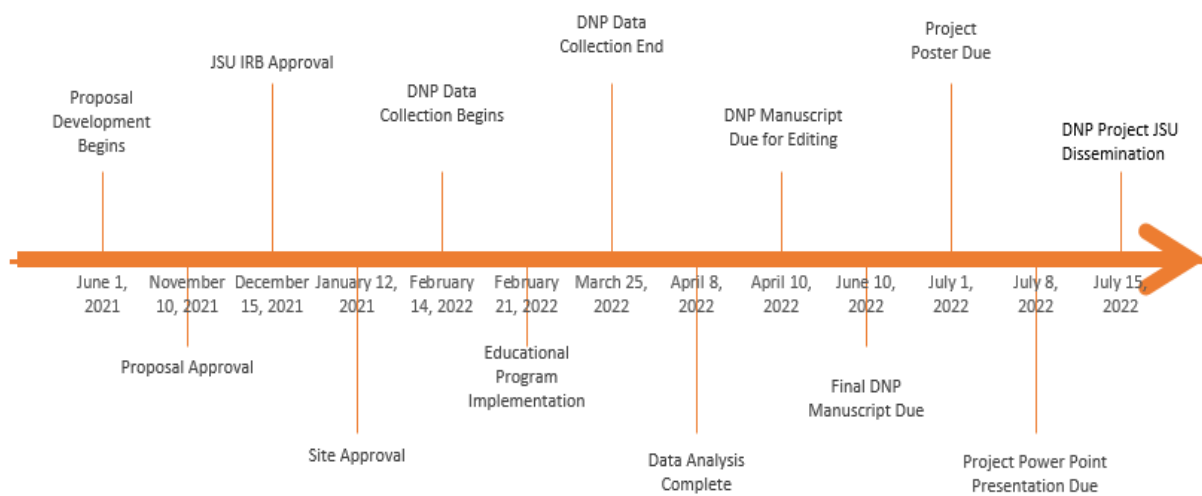 DNP Data
Collection End
Project
Poster Due
JSU IRB Approval
DNP Data
Collection Begins
Proposal
Development
Begins
DNP Manuscript
Due for Editing
DNP Project JSU
Dissemination
June 1,
2021
November
10, 2021
December
15, 2021
January 12,
2021
February
14, 2022
February
21, 2022
March 25,
2022
April 8,
2022
April 10,
2022
June 10,
2022
July 1,
2022
July 8,
2022
July 15,
2022
Proposal Approval
Educational
Program
Implementation
Final DNP
Manuscript Due
Site Approval
Data Analysis
Complete
Project Power Point
Presentation Due